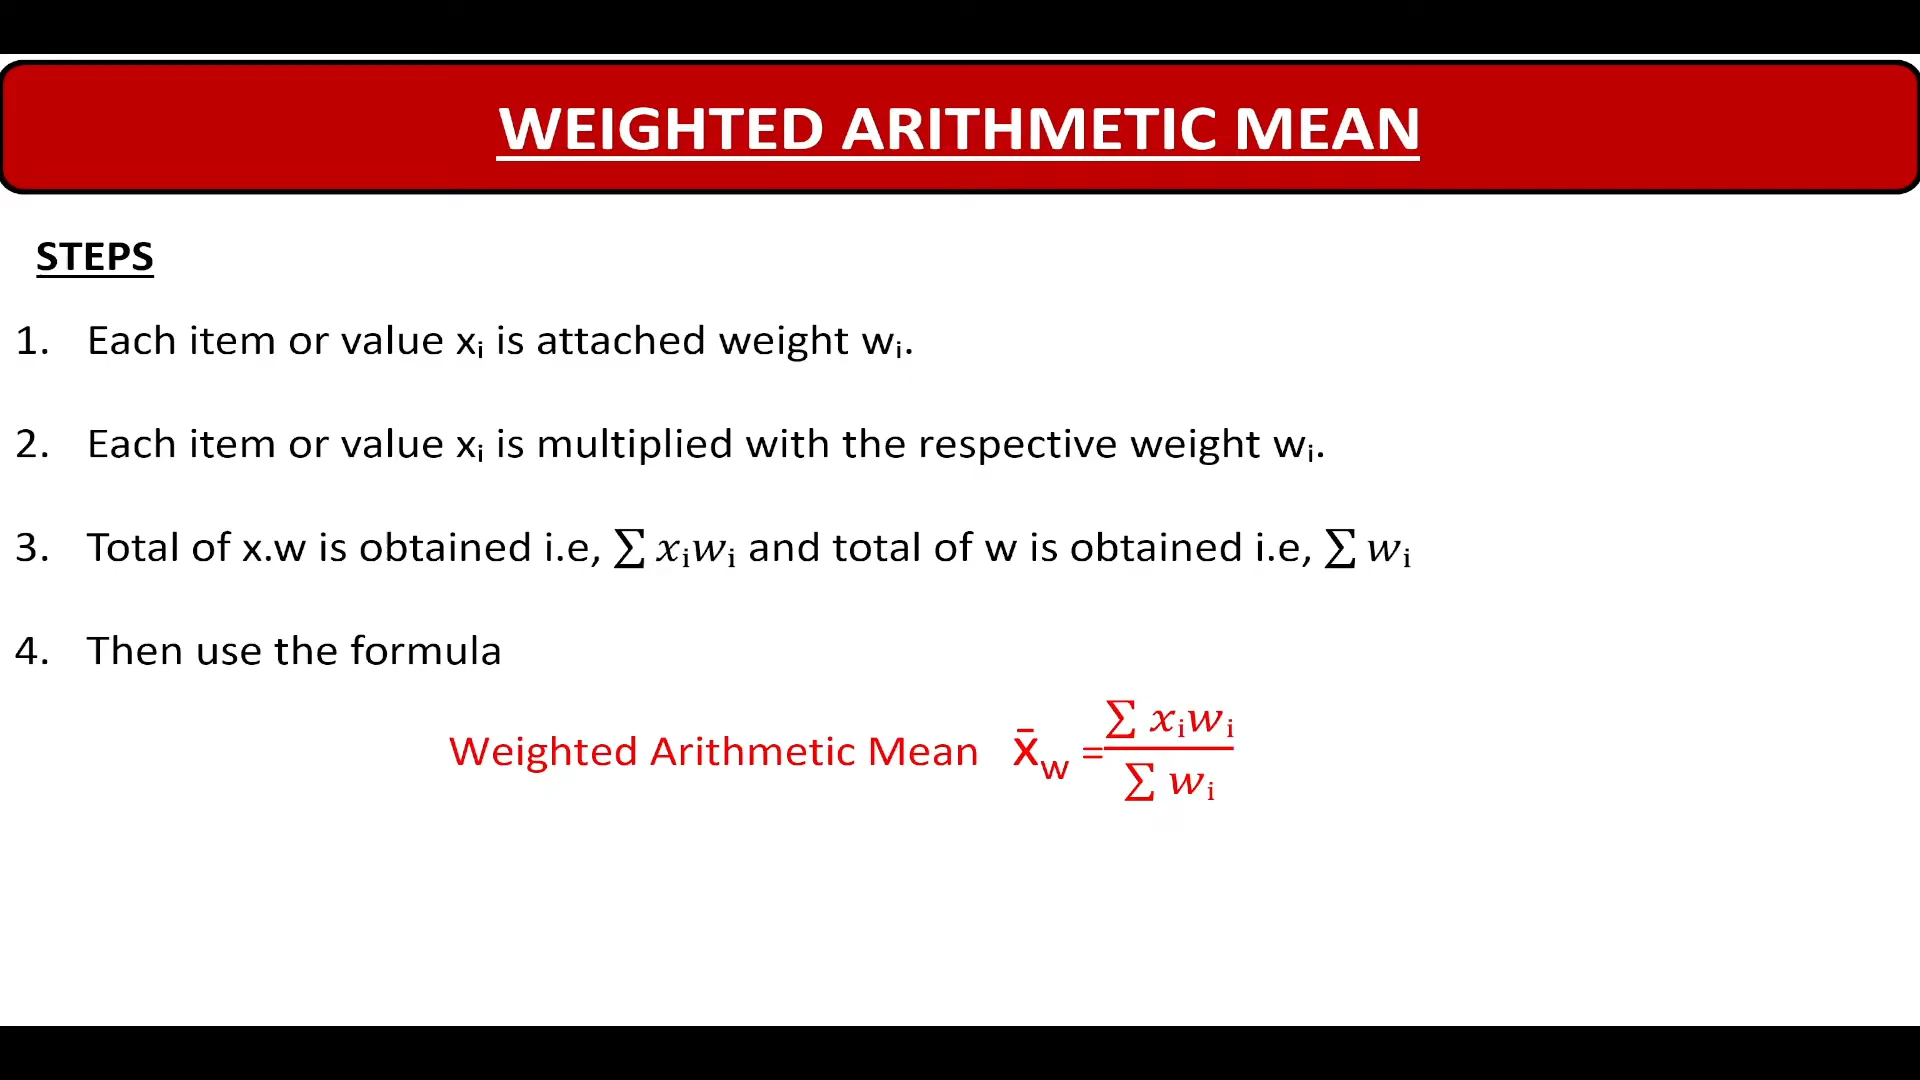 WEIGHTED ARITHMETIC MEAN
STEPS
1. Each item or value xᵢ is attached weight wᵢ.
2. Each item or value xᵢ is multiplied with the respective weight wᵢ.
3. Total of x.w is obtained i.e, ∑ xᵢwᵢ and total of w is obtained i.e, ∑ wᵢ
4. Then use the formula
Weighted Arithmetic Mean x̄w = ∑ xᵢwᵢ / ∑ wᵢ